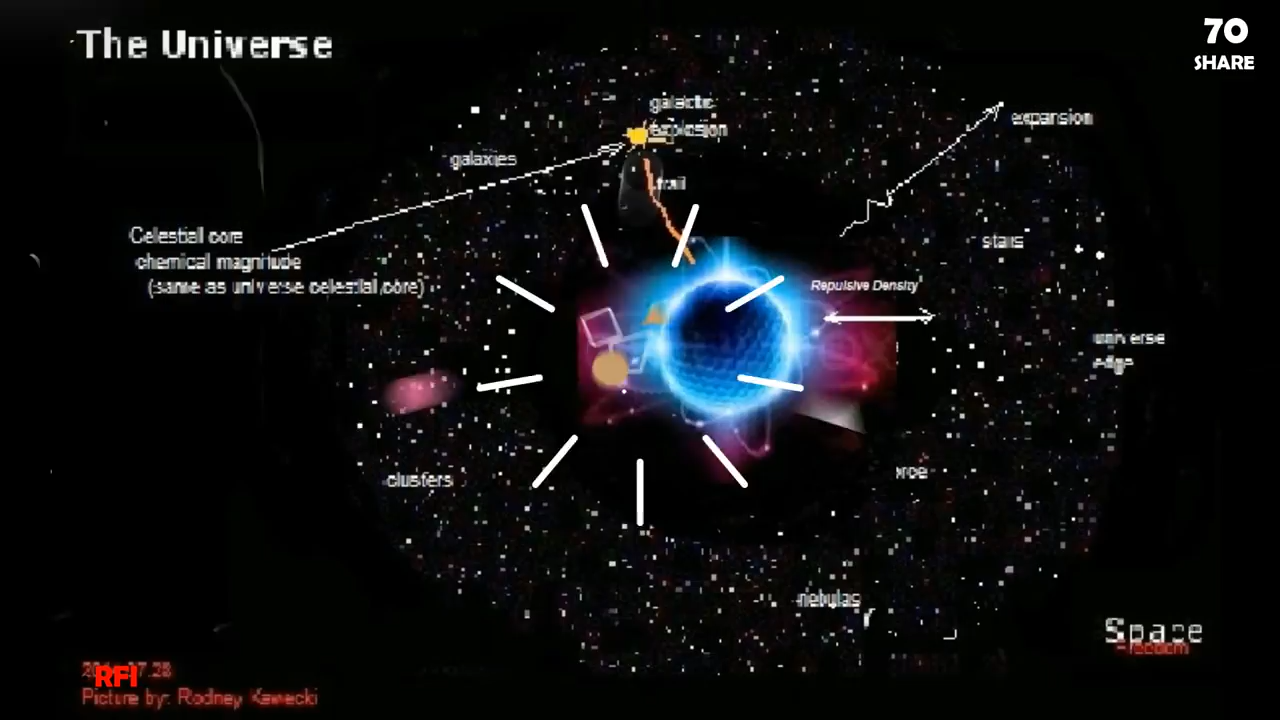 The Universe
70
SHARE
galactic
explosion
expansion
galaxies
trail
Celestial core
chemical magnitude
(same as universe celestial core)
stars
Repulsive Density
universe
edge
clusters
nebulas
Space
RFI
Picture by: Rodney Kawecki